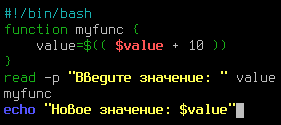 #!/bin/bash
function myfunc {
    value=$(( $value + 10 ))
}
read -p "Введите значение: " value
myfunc
echo "Новое значение: $value"